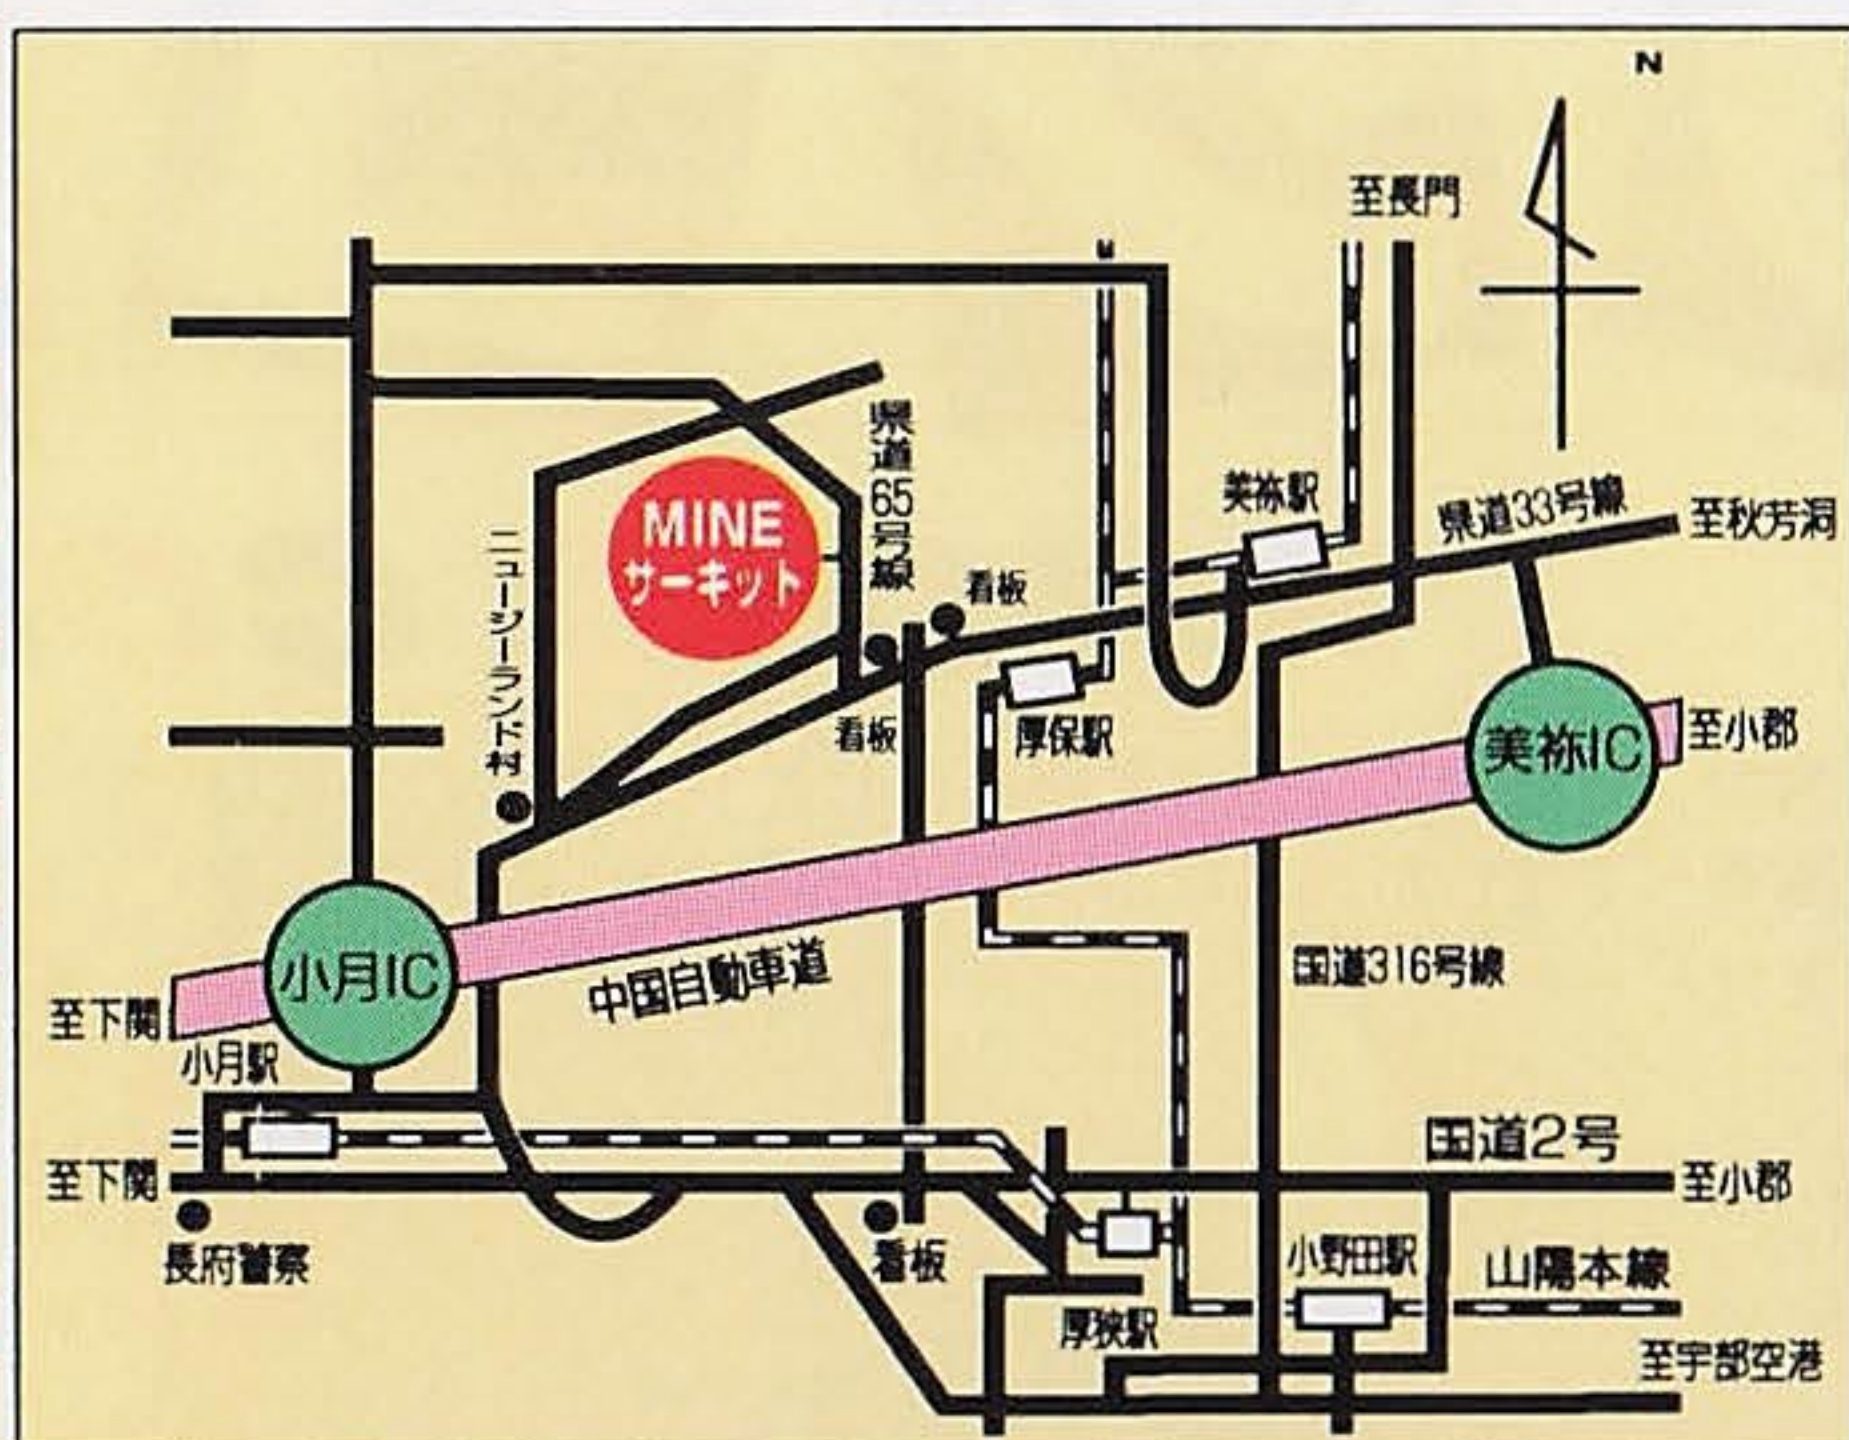 N
至長門
県道65号線
美祢駅
県道33号線
至秋芳洞
MINE
サーキット
看板
ニュージーランド村
看板
厚保駅
美祢IC
至小郡
小月IC
中国自動車道
国道316号線
至下関
小月駅
国道2号
至下関
至小郡
長府警察
看板
小野田駅
山陽本線
厚狭駅
至宇部空港